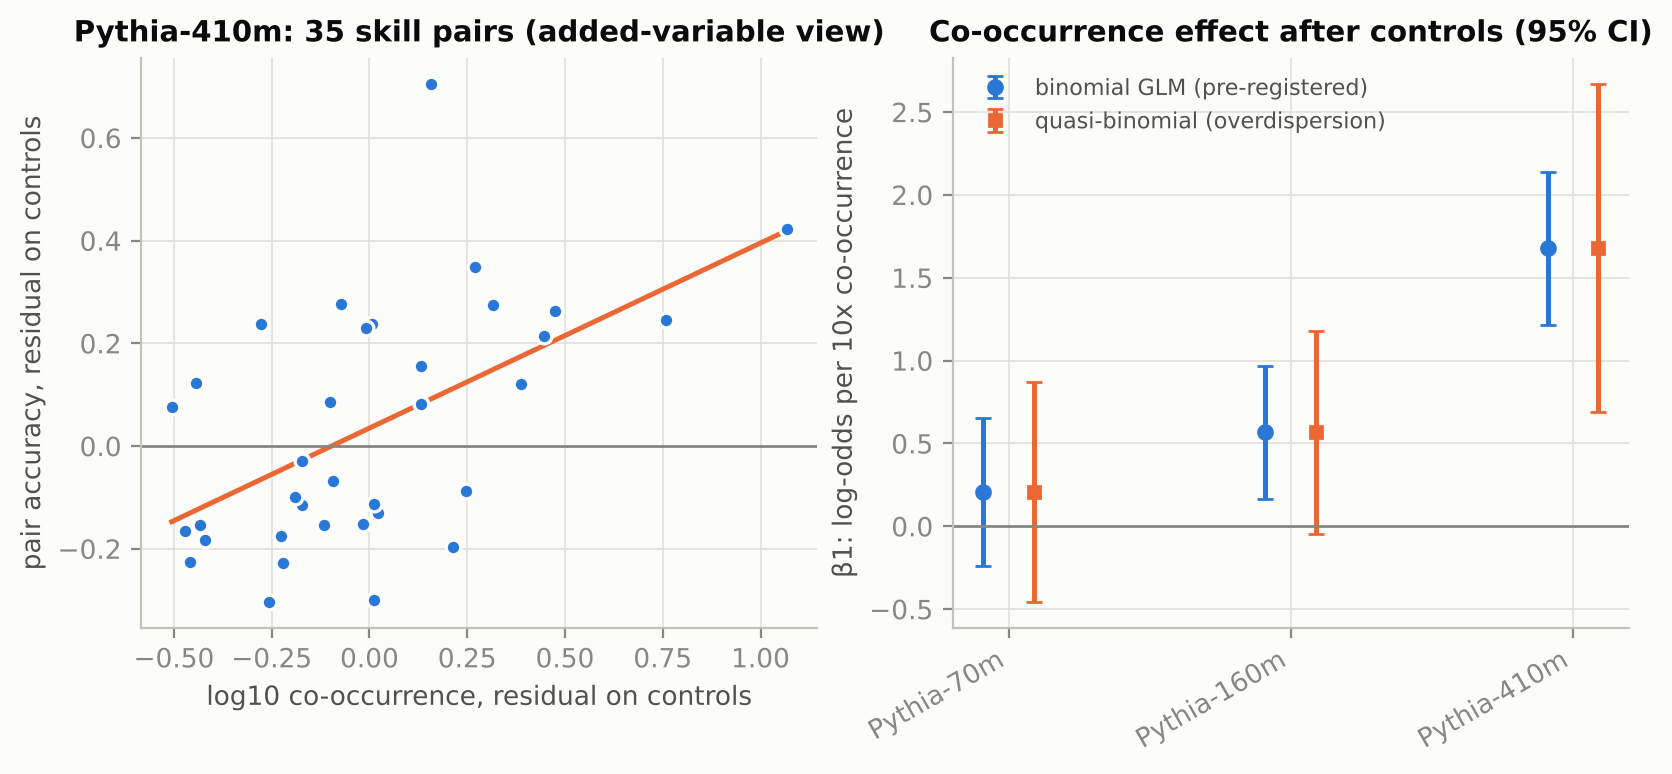 Pythia-410m: 35 skill pairs (added-variable view)
pair accuracy, residual on controls
0.6
0.4
0.2
0.0
−0.2
−0.50 −0.25 0.00 0.25 0.50 0.75 1.00
log10 co-occurrence, residual on controls
Co-occurrence effect after controls (95% CI)
binomial GLM (pre-registered)
quasi-binomial (overdispersion)
β1: log-odds per 10x co-occurrence
2.5
2.0
1.5
1.0
0.5
0.0
−0.5
Pythia-70m
Pythia-160m
Pythia-410m